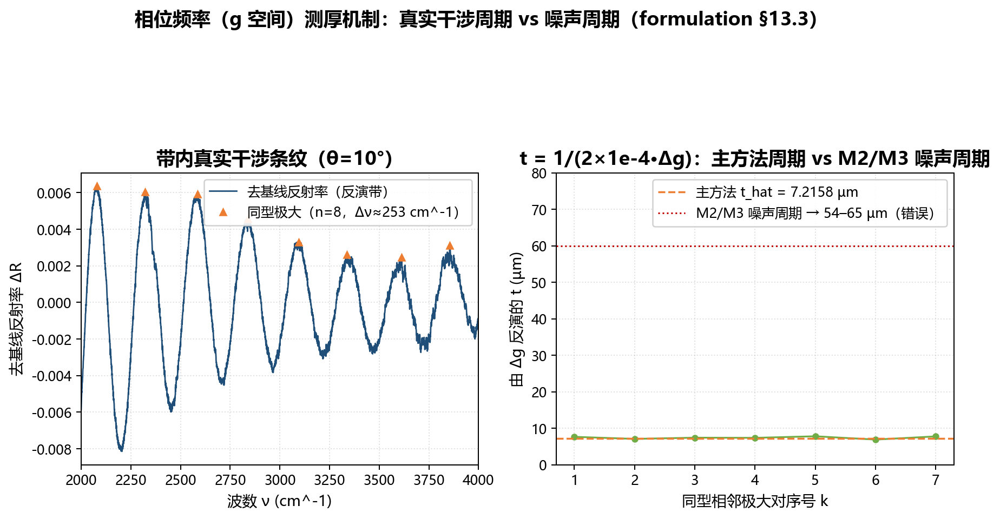 相位频率（g 空间）测厚机制：真实干涉周期 vs 噪声周期（formulation §13.3）
带内真实干涉条纹（θ=10°）
去基线反射率（反演带）
同型极大（n=8，Δν≈253 cm^-1）
去基线反射率 ΔR
0.006
0.004
0.002
0.000
-0.002
-0.004
-0.006
-0.008
2000 2250 2500 2750 3000 3250 3500 3750 4000
波数 ν (cm^-1)
t = 1/(2×1e-4·Δg)：主方法周期 vs M2/M3 噪声周期
主方法 t_hat = 7.2158 μm
M2/M3 噪声周期 → 54–65 μm（错误）
由 Δg 反演的 t (μm)
80
70
60
50
40
30
20
10
0
1 2 3 4 5 6 7
同型相邻极大对序号 k